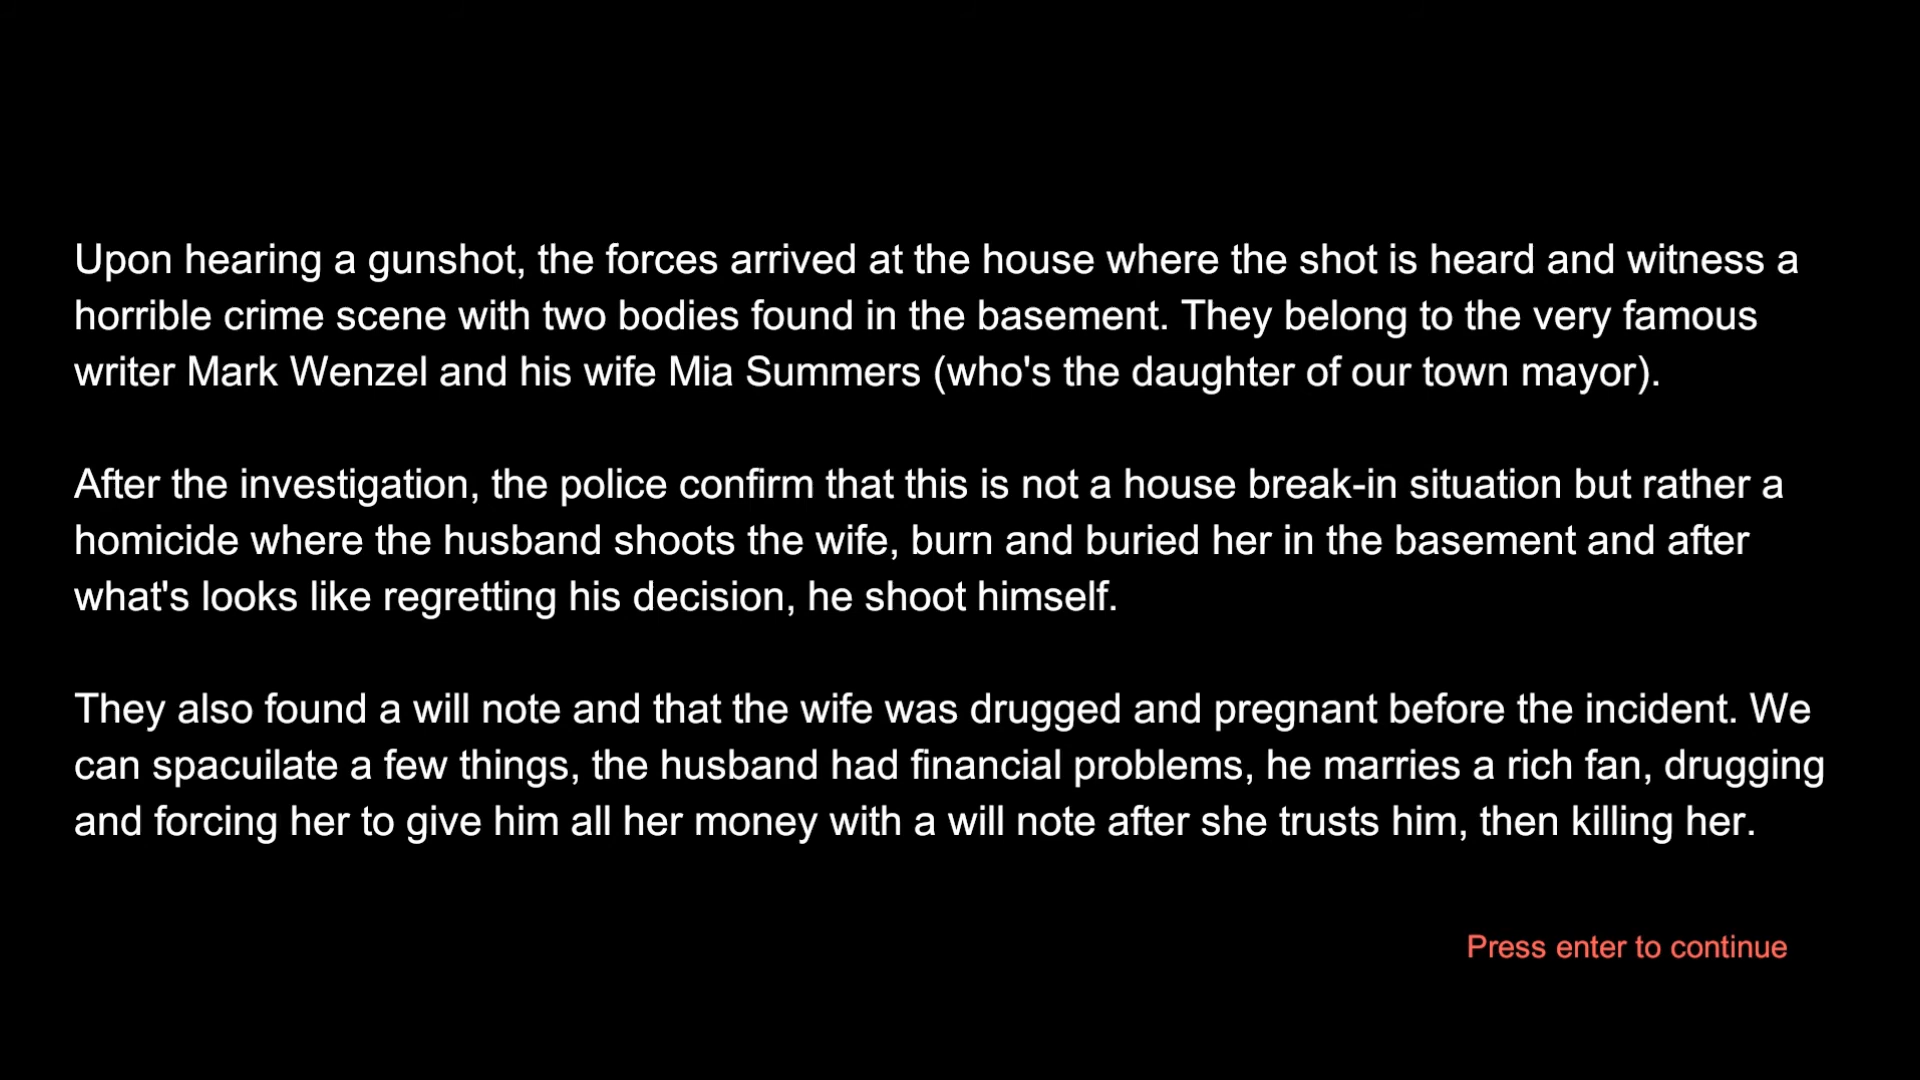 Upon hearing a gunshot, the forces arrived at the house where the shot is heard and witness a
horrible crime scene with two bodies found in the basement. They belong to the very famous
writer Mark Wenzel and his wife Mia Summers (who's the daughter of our town mayor).
After the investigation, the police confirm that this is not a house break-in situation but rather a
homicide where the husband shoots the wife, burn and buried her in the basement and after
what's looks like regretting his decision, he shoot himself.
They also found a will note and that the wife was drugged and pregnant before the incident. We
can spacuilate a few things, the husband had financial problems, he marries a rich fan, drugging
and forcing her to give him all her money with a will note after she trusts him, then killing her.
Press enter to continue